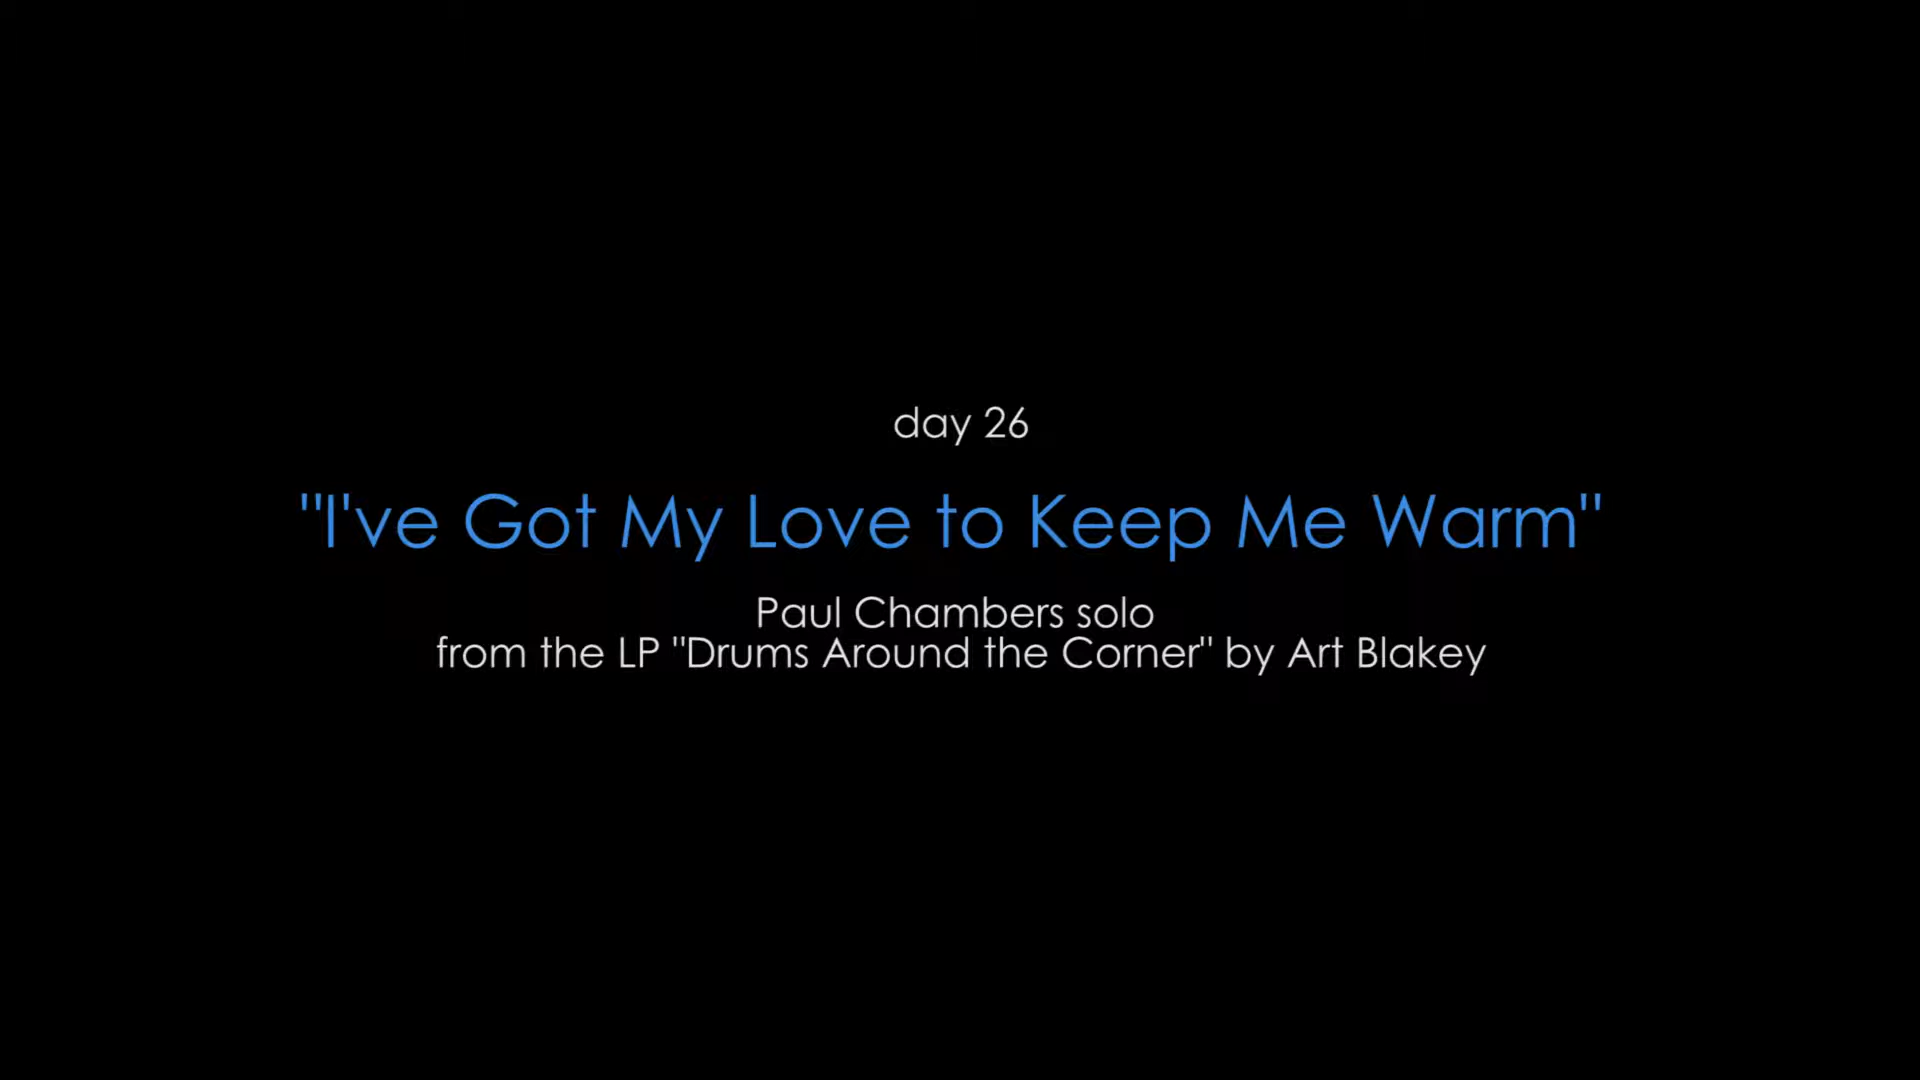 day 26
"I've Got My Love to Keep Me Warm"
Paul Chambers solo
from the LP "Drums Around the Corner" by Art Blakey